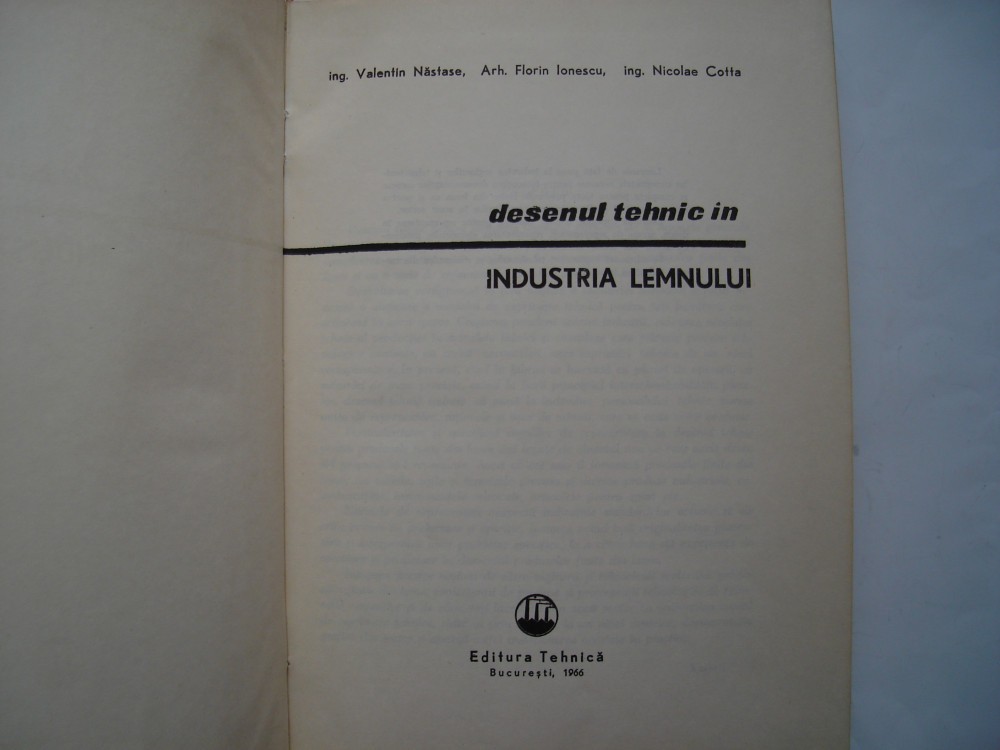 ing. Valentin Năstase, Arh. Florin Ionescu, ing. Nicolae Cotta
desenul tehnic in
INDUSTRIA LEMNULUI
Editura Tehnică
București, 1966